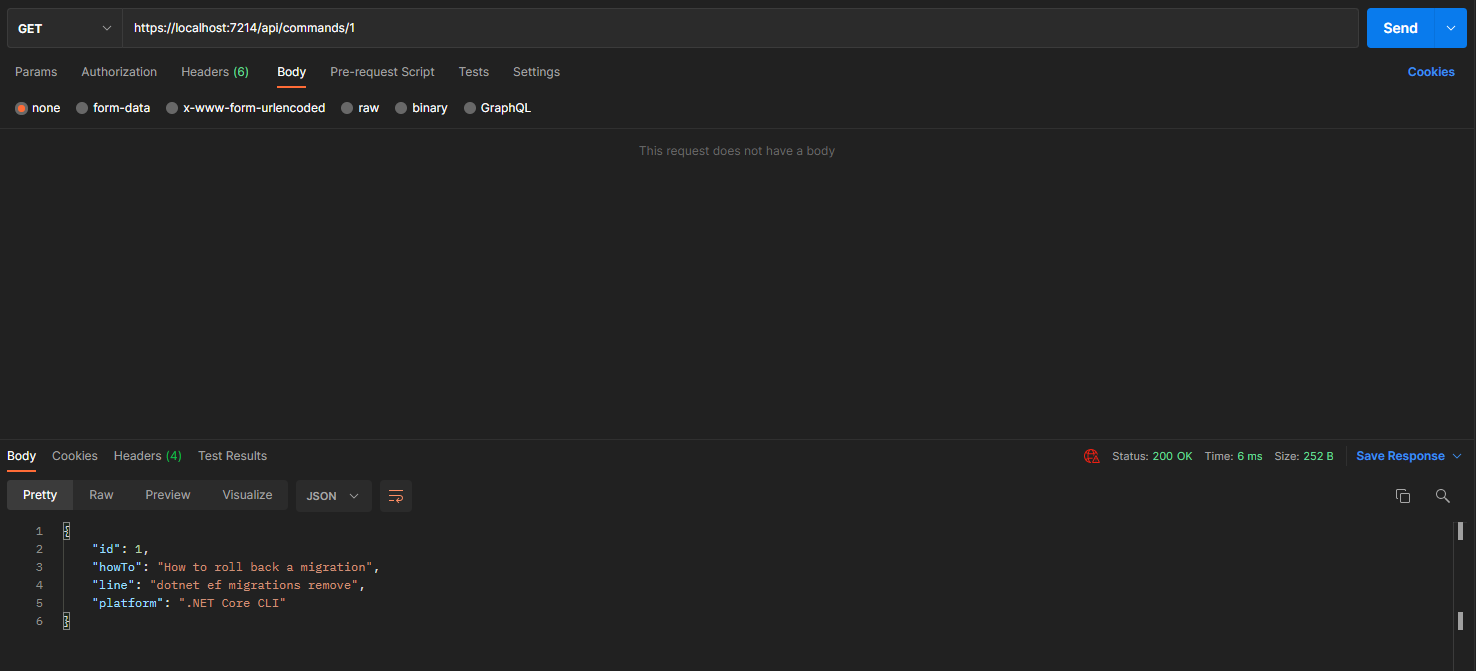 GET https://localhost:7214/api/commands/1 Send
Params Authorization Headers (6) Body Pre-request Script Tests Settings Cookies
none form-data x-www-form-urlencoded raw binary GraphQL
This request does not have a body
Body Cookies Headers (4) Test Results Status: 200 OK Time: 6 ms Size: 252 B Save Response
Pretty Raw Preview Visualize JSON
1 {
2 "id": 1,
3 "howTo": "How to roll back a migration",
4 "line": "dotnet ef migrations remove",
5 "platform": ".NET Core CLI"
6 }